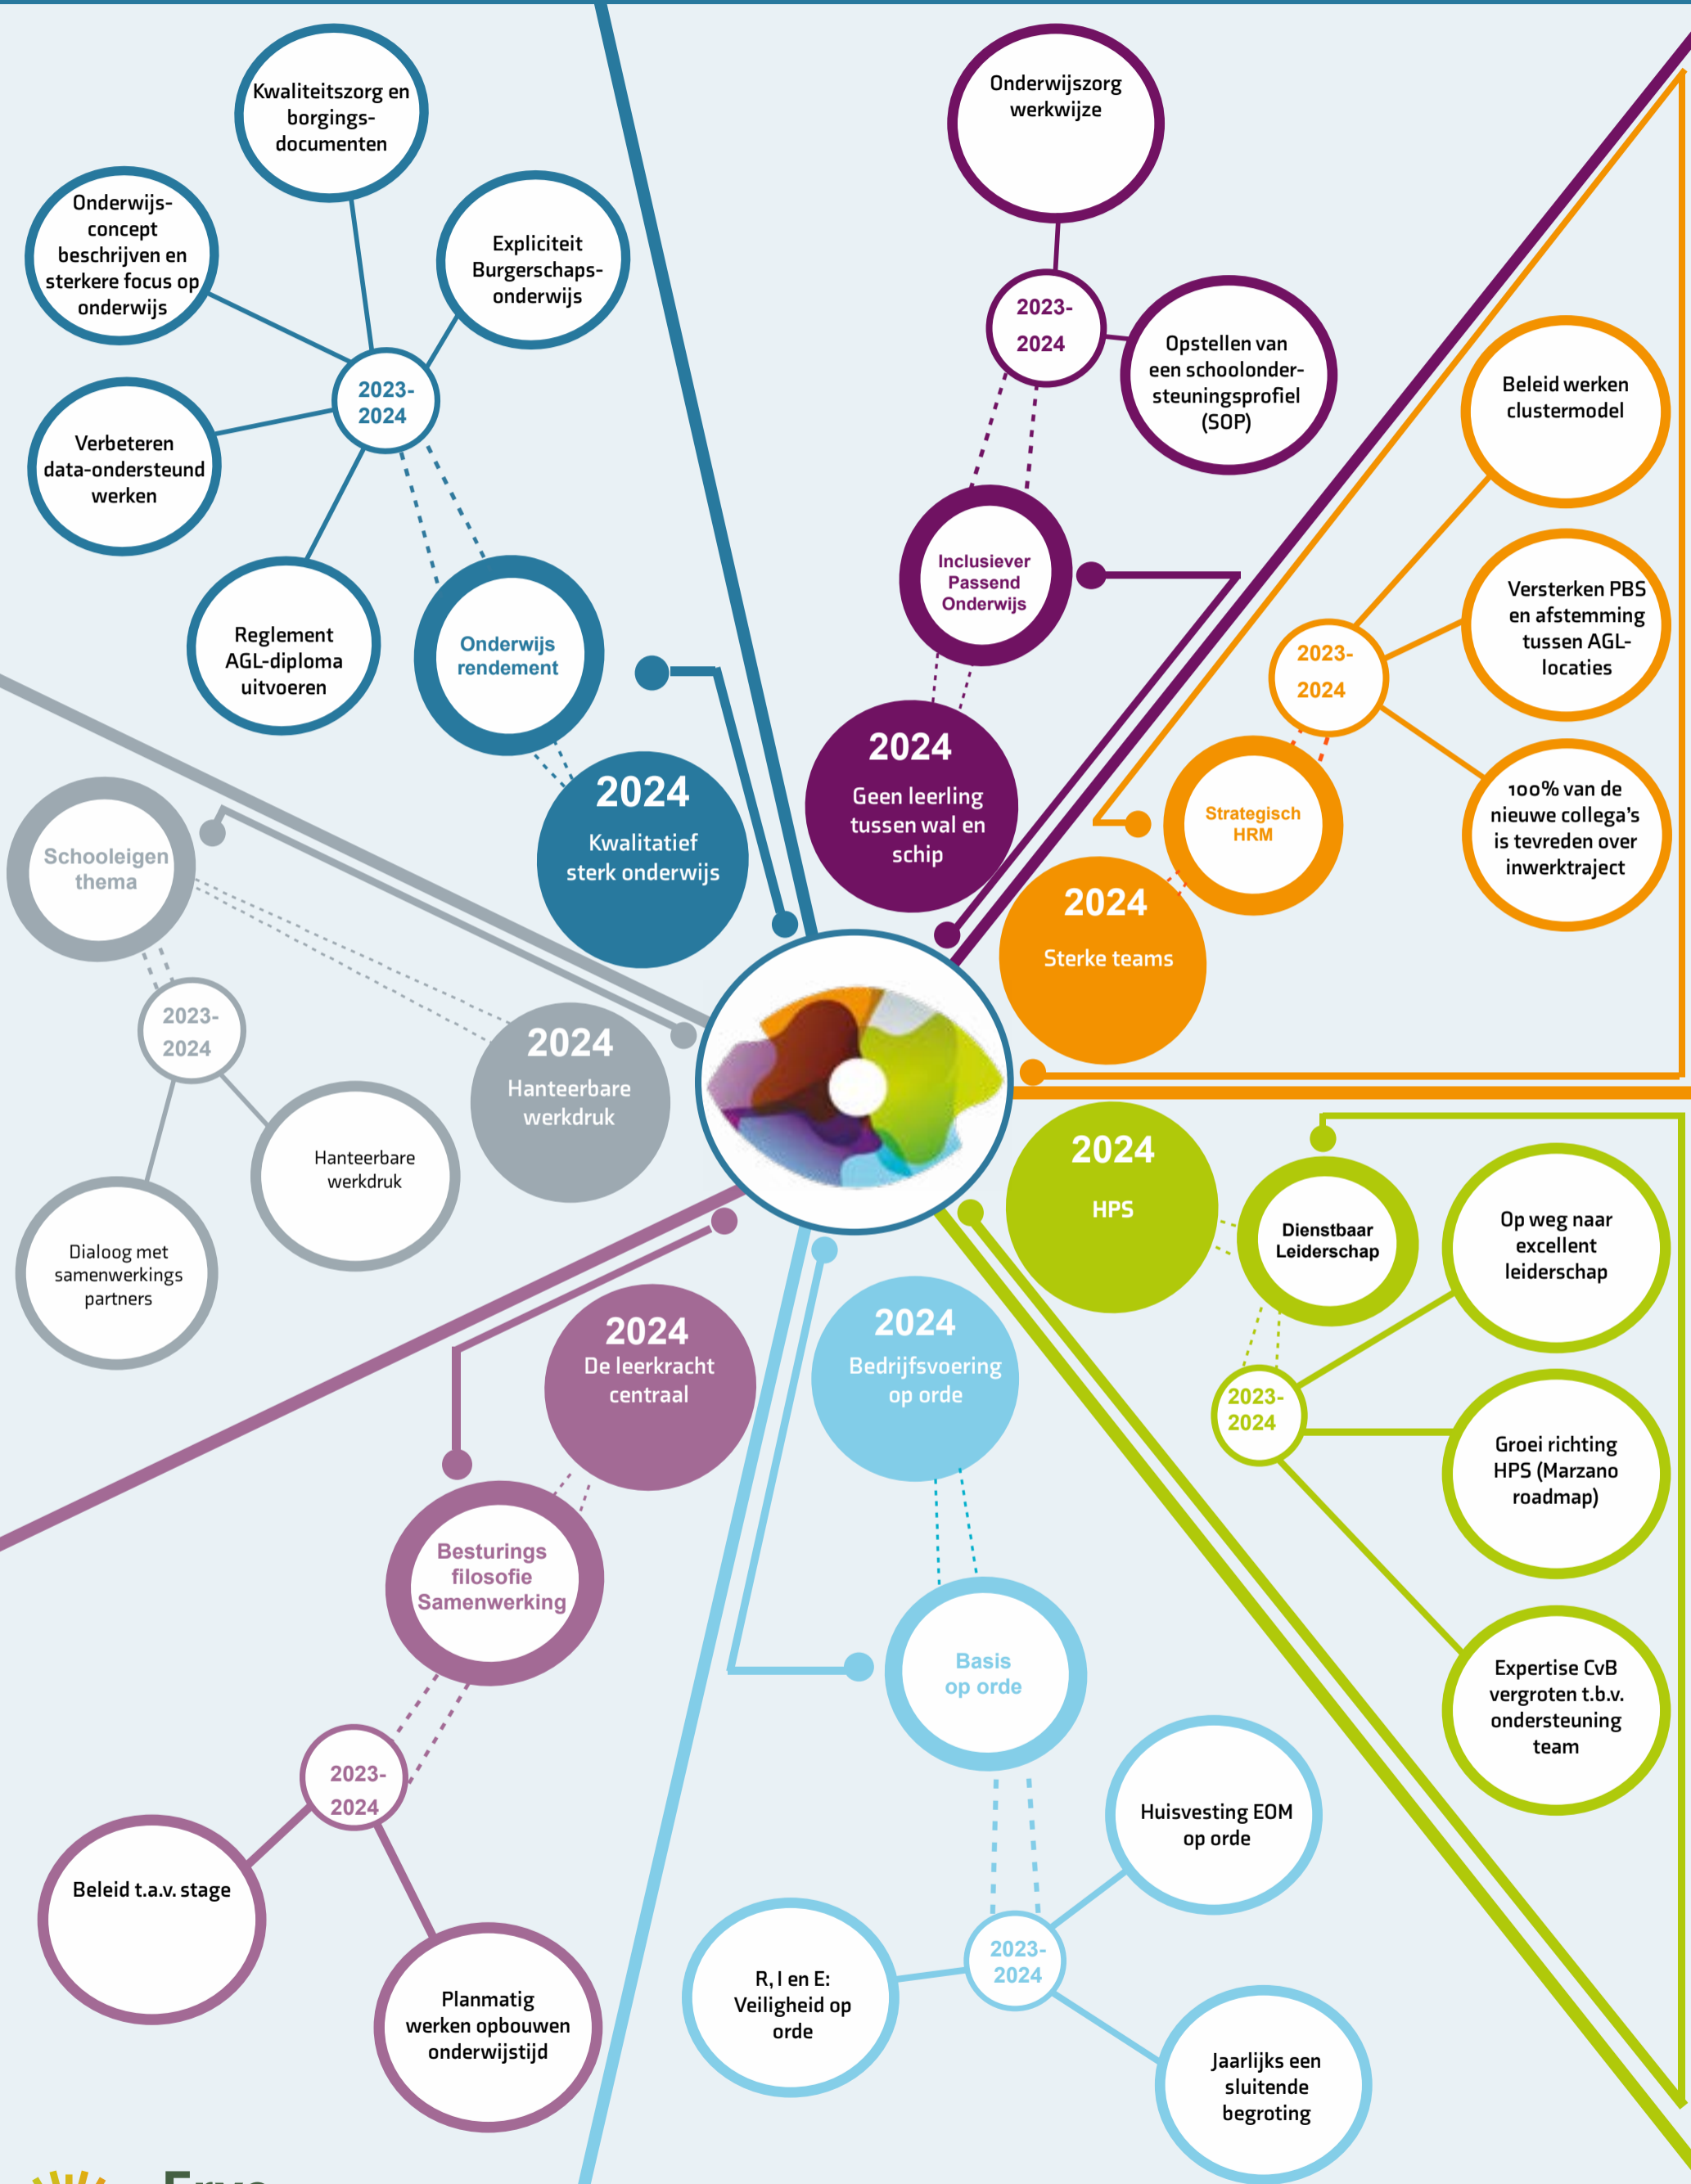 Kwaliteitszorg en
borgings-
documenten
Onderwijs-
concept
beschrijven en
sterkere focus op
onderwijs
Expliciteit
Burgerschaps-
onderwijs
2023-
2024
Verbeteren
data-ondersteund
werken
Reglement
AGL-diploma
uitvoeren
Onderwijs
rendement
2024
Kwalitatief
sterk onderwijs
Onderwijszorg
werkwijze
2023-
2024
Opstellen van
een schoolonder-
steuningsprofiel
(SOP)
Inclusiever
Passend
Onderwijs
2024
Geen leerling
tussen wal en
schip
Beleid werken
clustermodel
Versterken PBS
en afstemming
tussen AGL-
locaties
2023-
2024
100% van de
nieuwe collega's
is tevreden over
inwerktraject
Strategisch
HRM
2024
Sterke teams
Schooleigen
thema
2023-
2024
Hanteerbare
werkdruk
Dialoog met
samenwerkings
partners
2024
Hanteerbare
werkdruk
2024
HPS
Dienstbaar
Leiderschap
Op weg naar
excellent
leiderschap
2023-
2024
Groei richting
HPS (Marzano
roadmap)
Expertise CvB
vergroten t.b.v.
ondersteuning
team
2024
De leerkracht
centraal
Besturings
filosofie
Samenwerking
2023-
2024
Beleid t.a.v. stage
Planmatig
werken opbouwen
onderwijstijd
2024
Bedrijfsvoering
op orde
Basis
op orde
Huisvesting EOM
op orde
2023-
2024
R, I en E:
Veiligheid op
orde
Jaarlijks een
sluitende
begroting